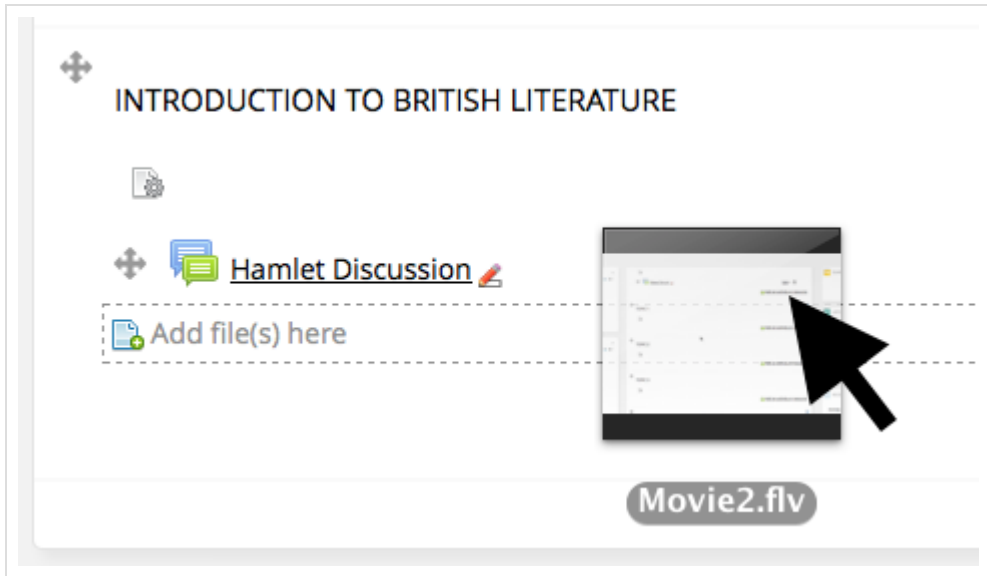 INTRODUCTION TO BRITISH LITERATURE
Hamlet Discussion
Add file(s) here
Movie2.flv